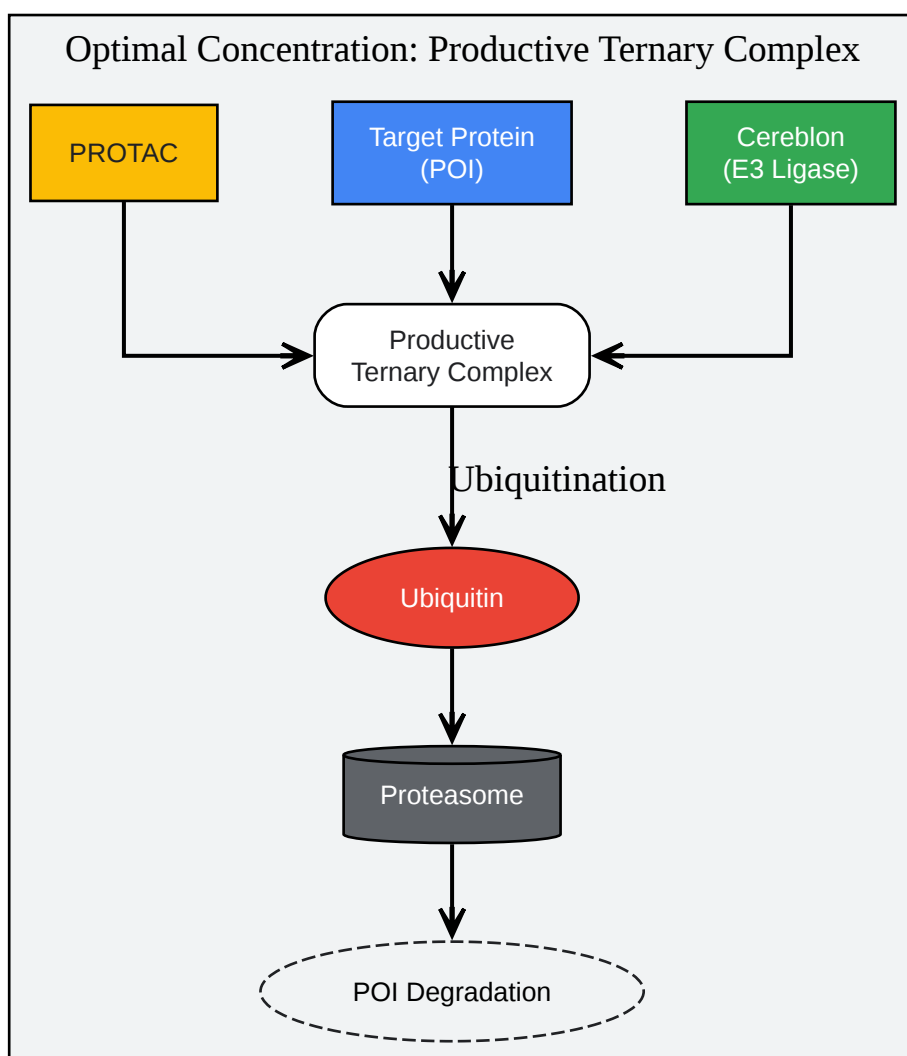 Optimal Concentration: Productive Ternary Complex
PROTAC
Target Protein
(POI)
Cereblon
(E3 Ligase)
Productive
Ternary Complex
Ubiquitination
Ubiquitin
Proteasome
POI Degradation